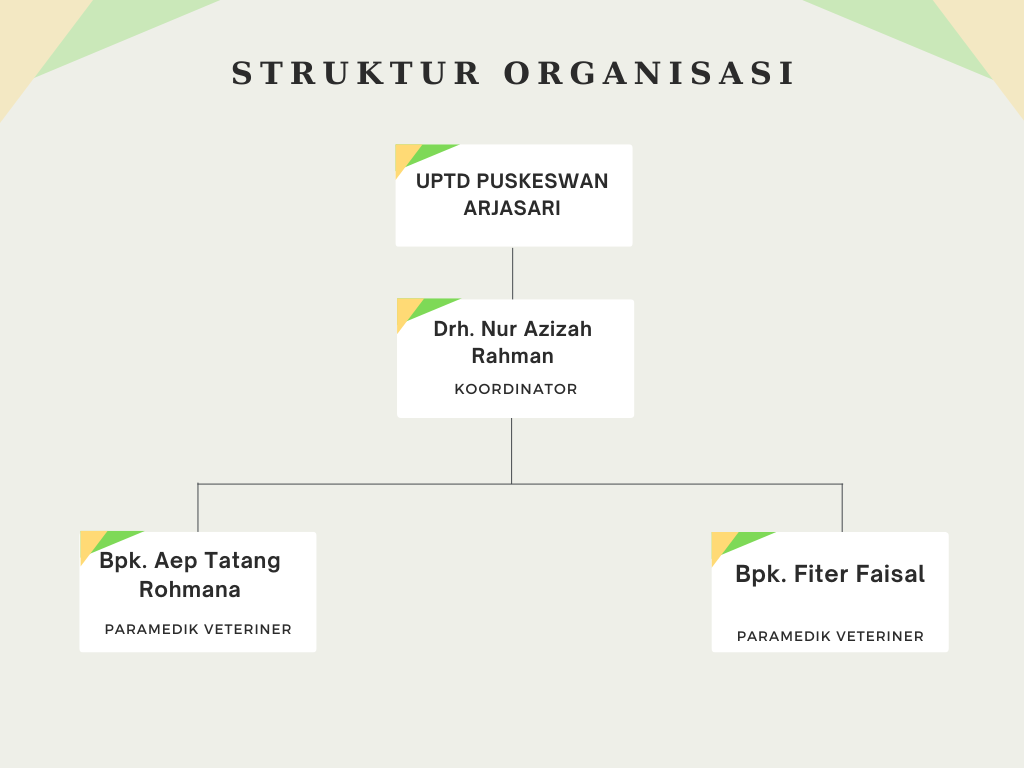 STRUKTUR ORGANISASI
UPTD PUSKESWAN
ARJASARI
Drh. Nur Azizah
Rahman
KOORDINATOR
Bpk. Aep Tatang
Rohmana
PARAMEDIK VETERINER
Bpk. Fiter Faisal
PARAMEDIK VETERINER